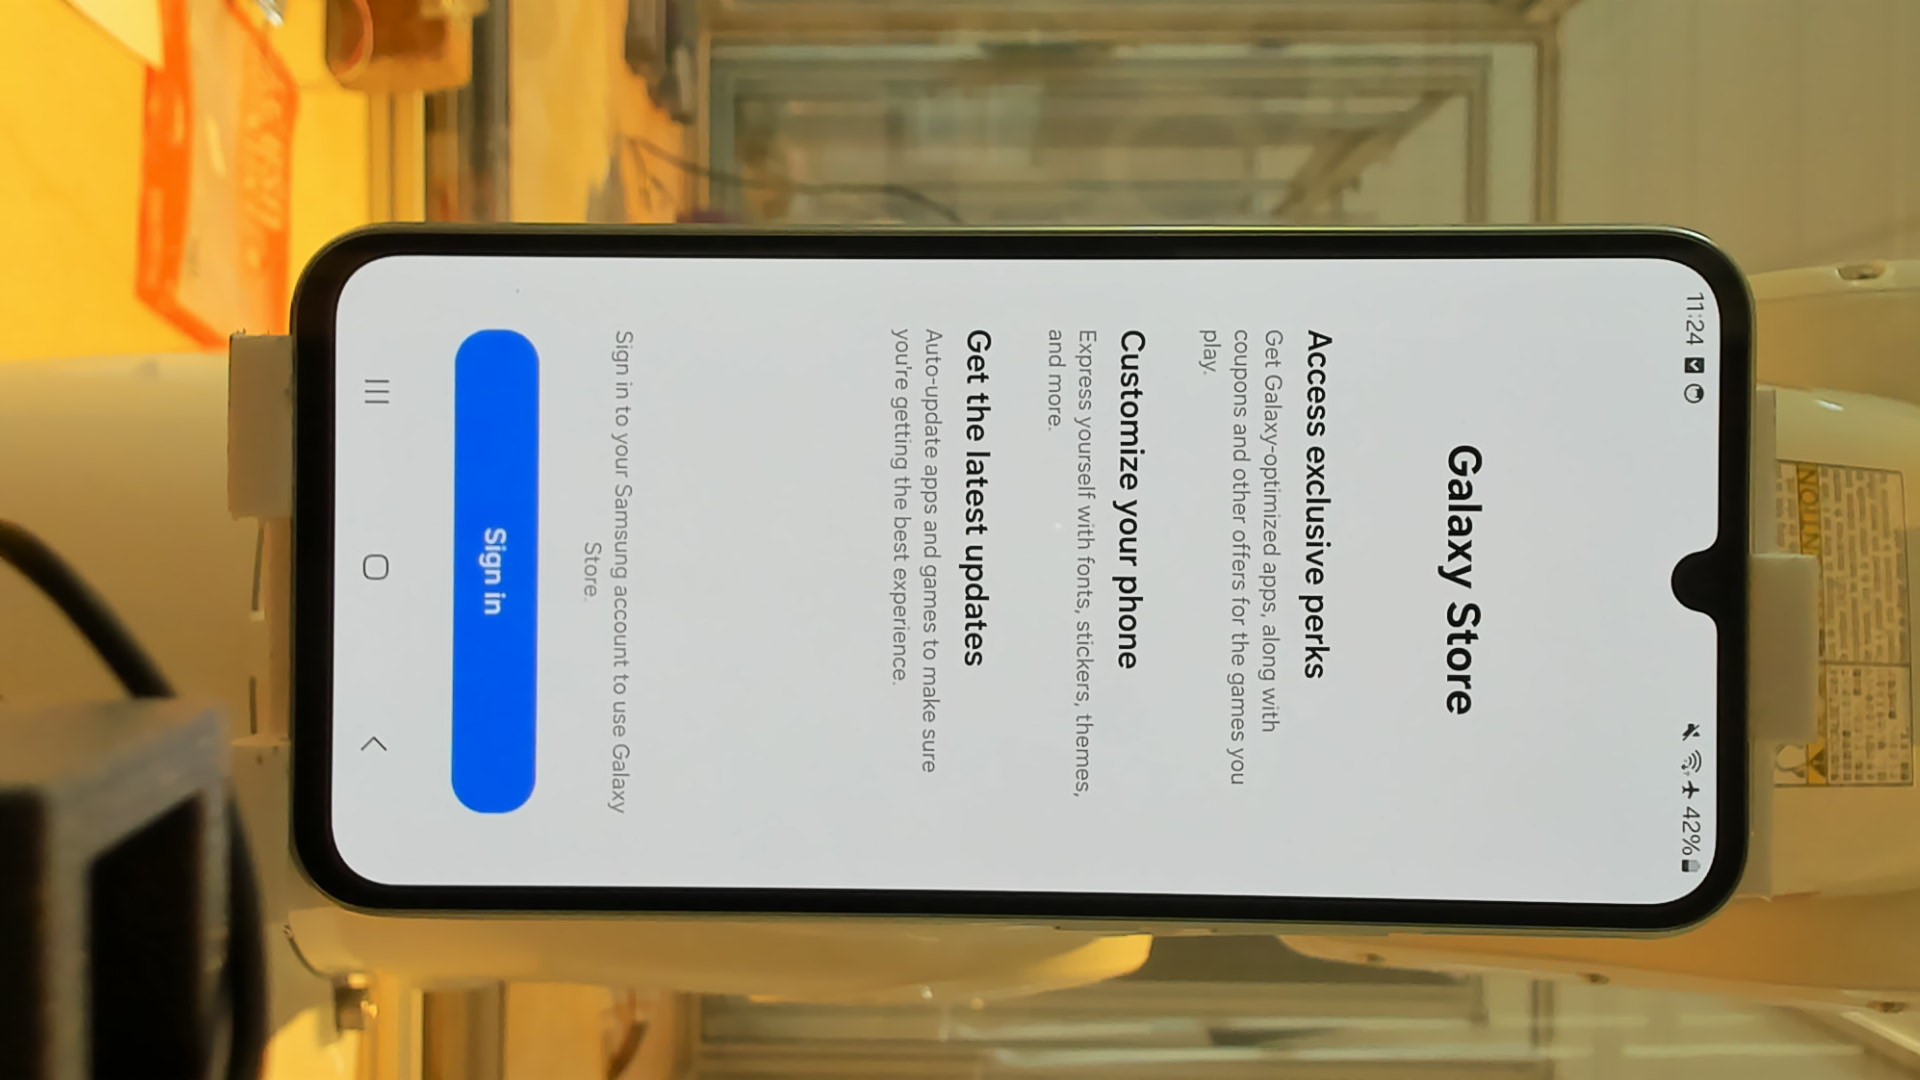 11:24
42%
Galaxy Store
Access exclusive perks
Get Galaxy-optimized apps, along with
coupons and other offers for the games you
play.
Customize your phone
Express yourself with fonts, stickers, themes,
and more.
Get the latest updates
Auto-update apps and games to make sure
you're getting the best experience.
Sign in to your Samsung account to use Galaxy
Store.
Sign in